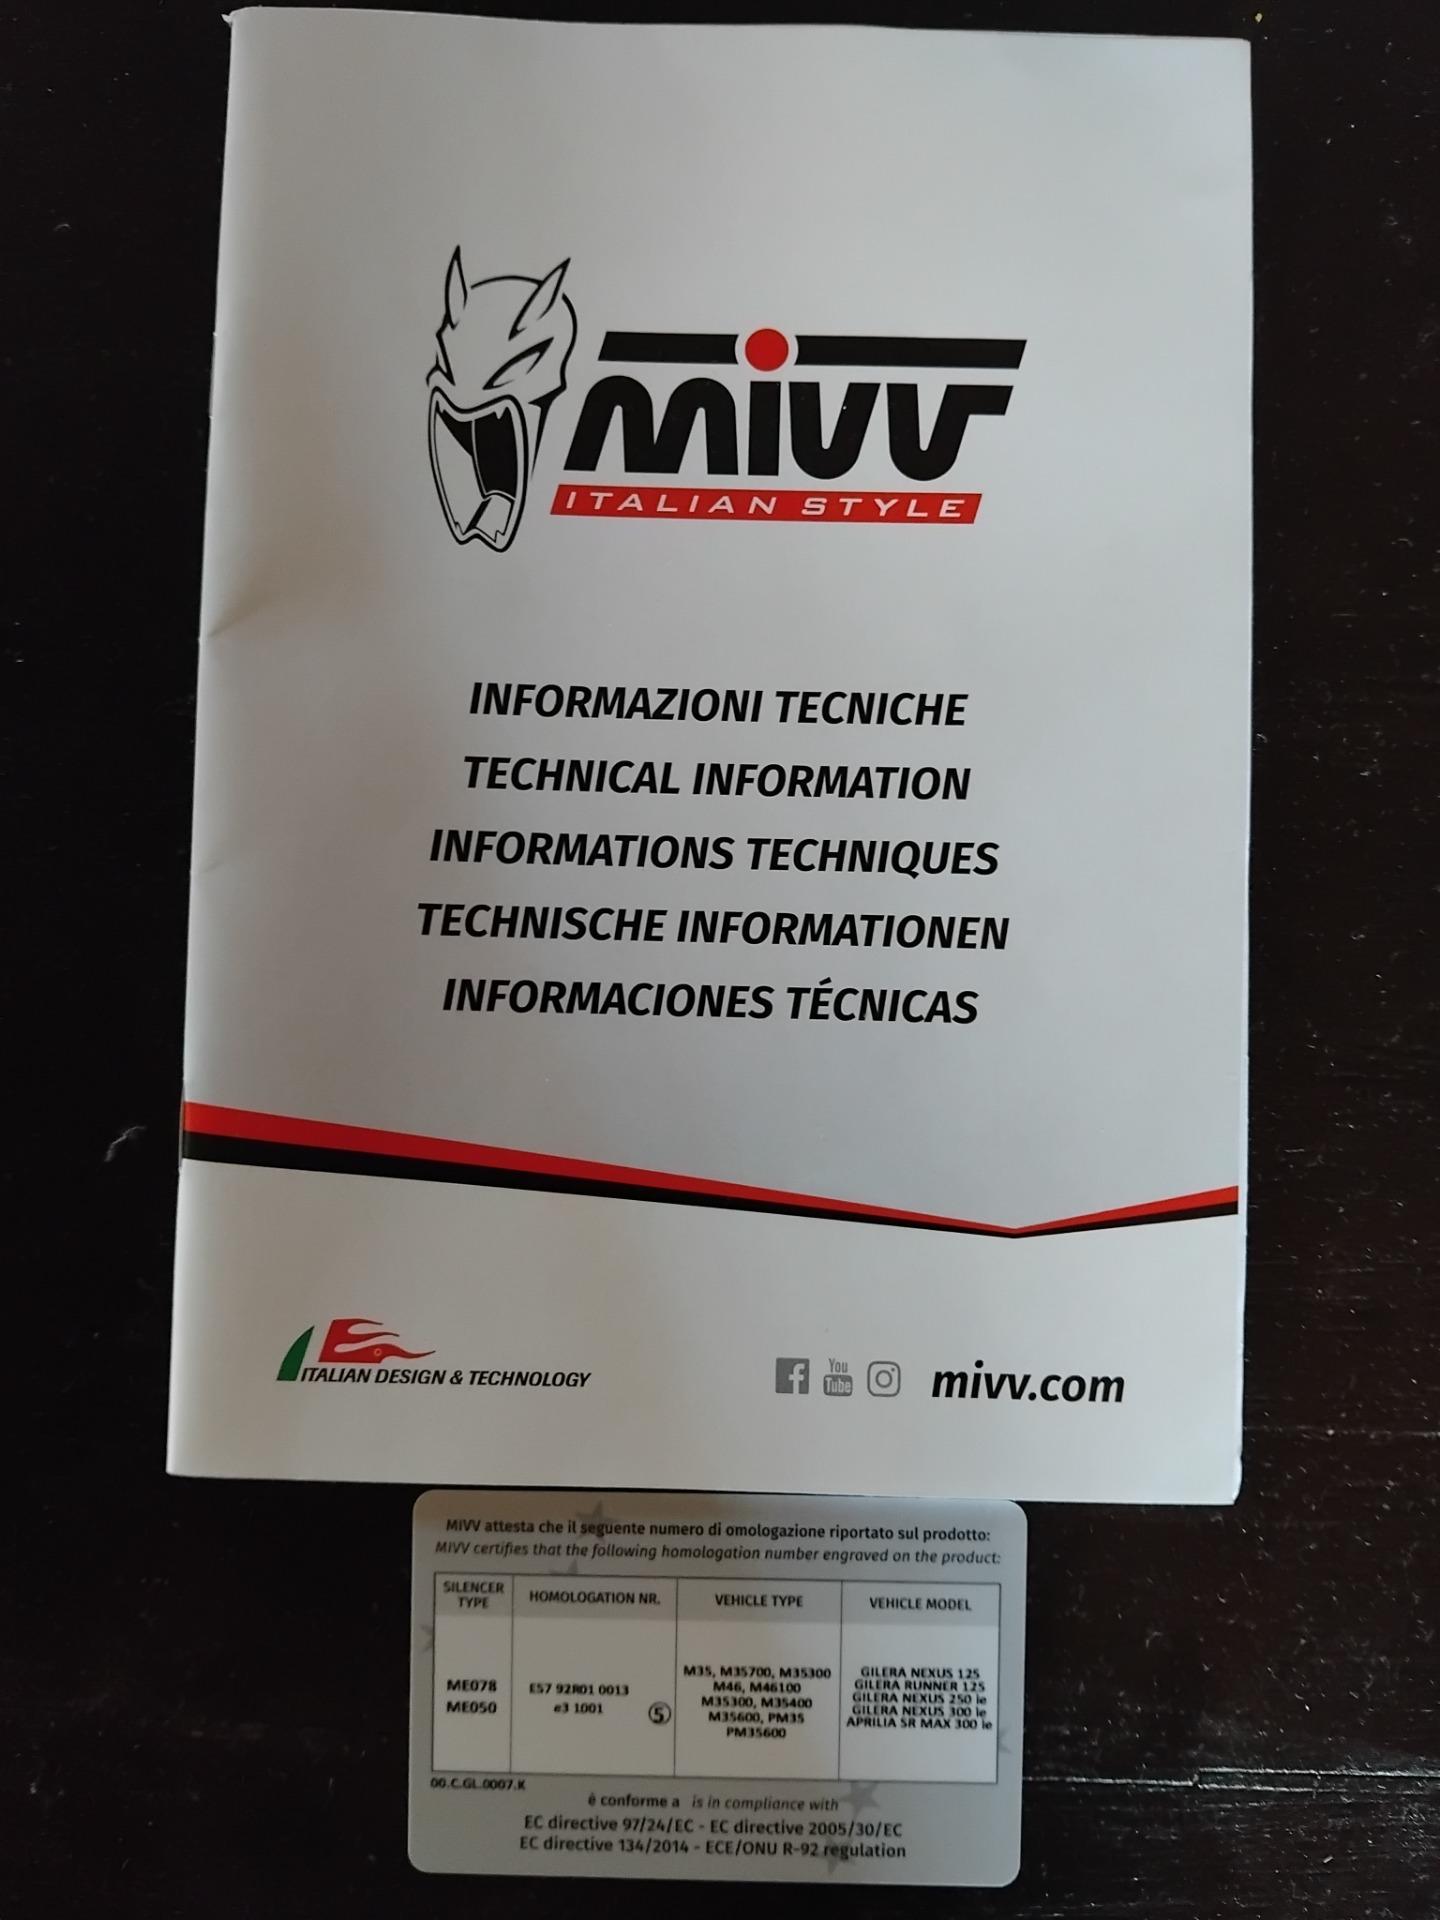 mivv
ITALIAN STYLE
INFORMAZIONI TECNICHE
TECHNICAL INFORMATION
INFORMATIONS TECHNIQUES
TECHNISCHE INFORMATIONEN
INFORMACIONES TÉCNICAS
ITALIAN DESIGN & TECHNOLOGY
You
Tube
mivv.com
MIVV attesta che il seguente numero di omologazione riportato sul prodotto:
MIVV certifies that the following homologation number engraved on the product:
SILENCER TYPE HOMOLOGATION NR. VEHICLE TYPE VEHICLE MODEL
ME078
ME050
E57 92R01 0013
e3 1001
5
M35, M35700, M35300
M46, M46100
M35300, M35400
M35600, PM35
PM35600
GILERA NEXUS 125
GILERA RUNNER 125
GILERA NEXUS 250 ie
GILERA NEXUS 300 ie
APRILIA SR MAX 300 ie
00.C.GL.0007.K
è conforme a is in compliance with
EC directive 97/24/EC - EC directive 2005/30/EC
EC directive 134/2014 - ECE/ONU R-92 regulation